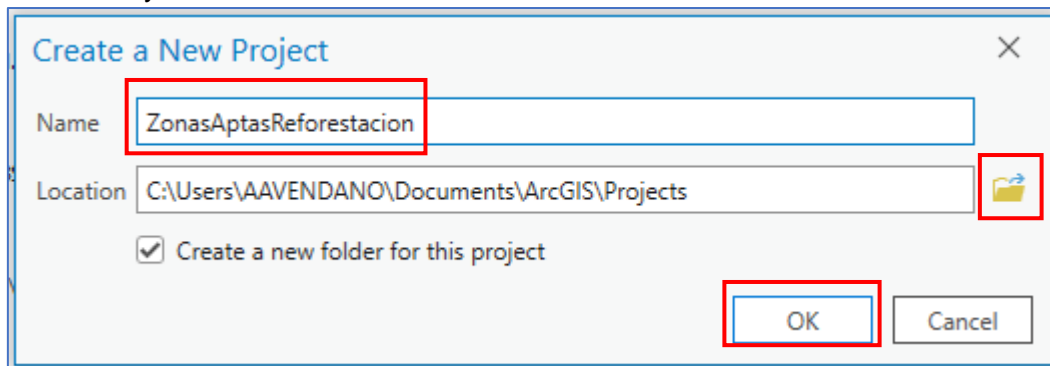 Create a New Project
Name ZonasAptasReforestacion
Location C:\Users\AAVENDANO\Documents\ArcGIS\Projects
Create a new folder for this project
OK Cancel